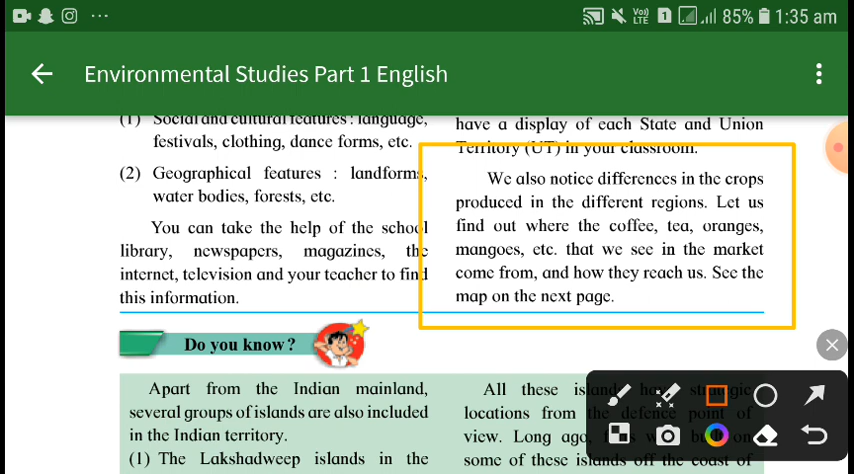 85% 1:35 am
Environmental Studies Part 1 English
(1) Social and cultural features : language,
festivals, clothing, dance forms, etc.
(2) Geographical features : landforms,
water bodies, forests, etc.
You can take the help of the school
library, newspapers, magazines, the
internet, television and your teacher to find
this information.
have a display of each State and Union
Territory (UT) in your classroom.
We also notice differences in the crops
produced in the different regions. Let us
find out where the coffee, tea, oranges,
mangoes, etc. that we see in the market
come from, and how they reach us. See the
map on the next page.
Do you know?
Apart from the Indian mainland,
several groups of islands are also included
in the Indian territory.
(1) The Lakshadweep islands in the
All these islands have strategic
locations from the defence point of
view. Long ago,
some of these islands off the coast of